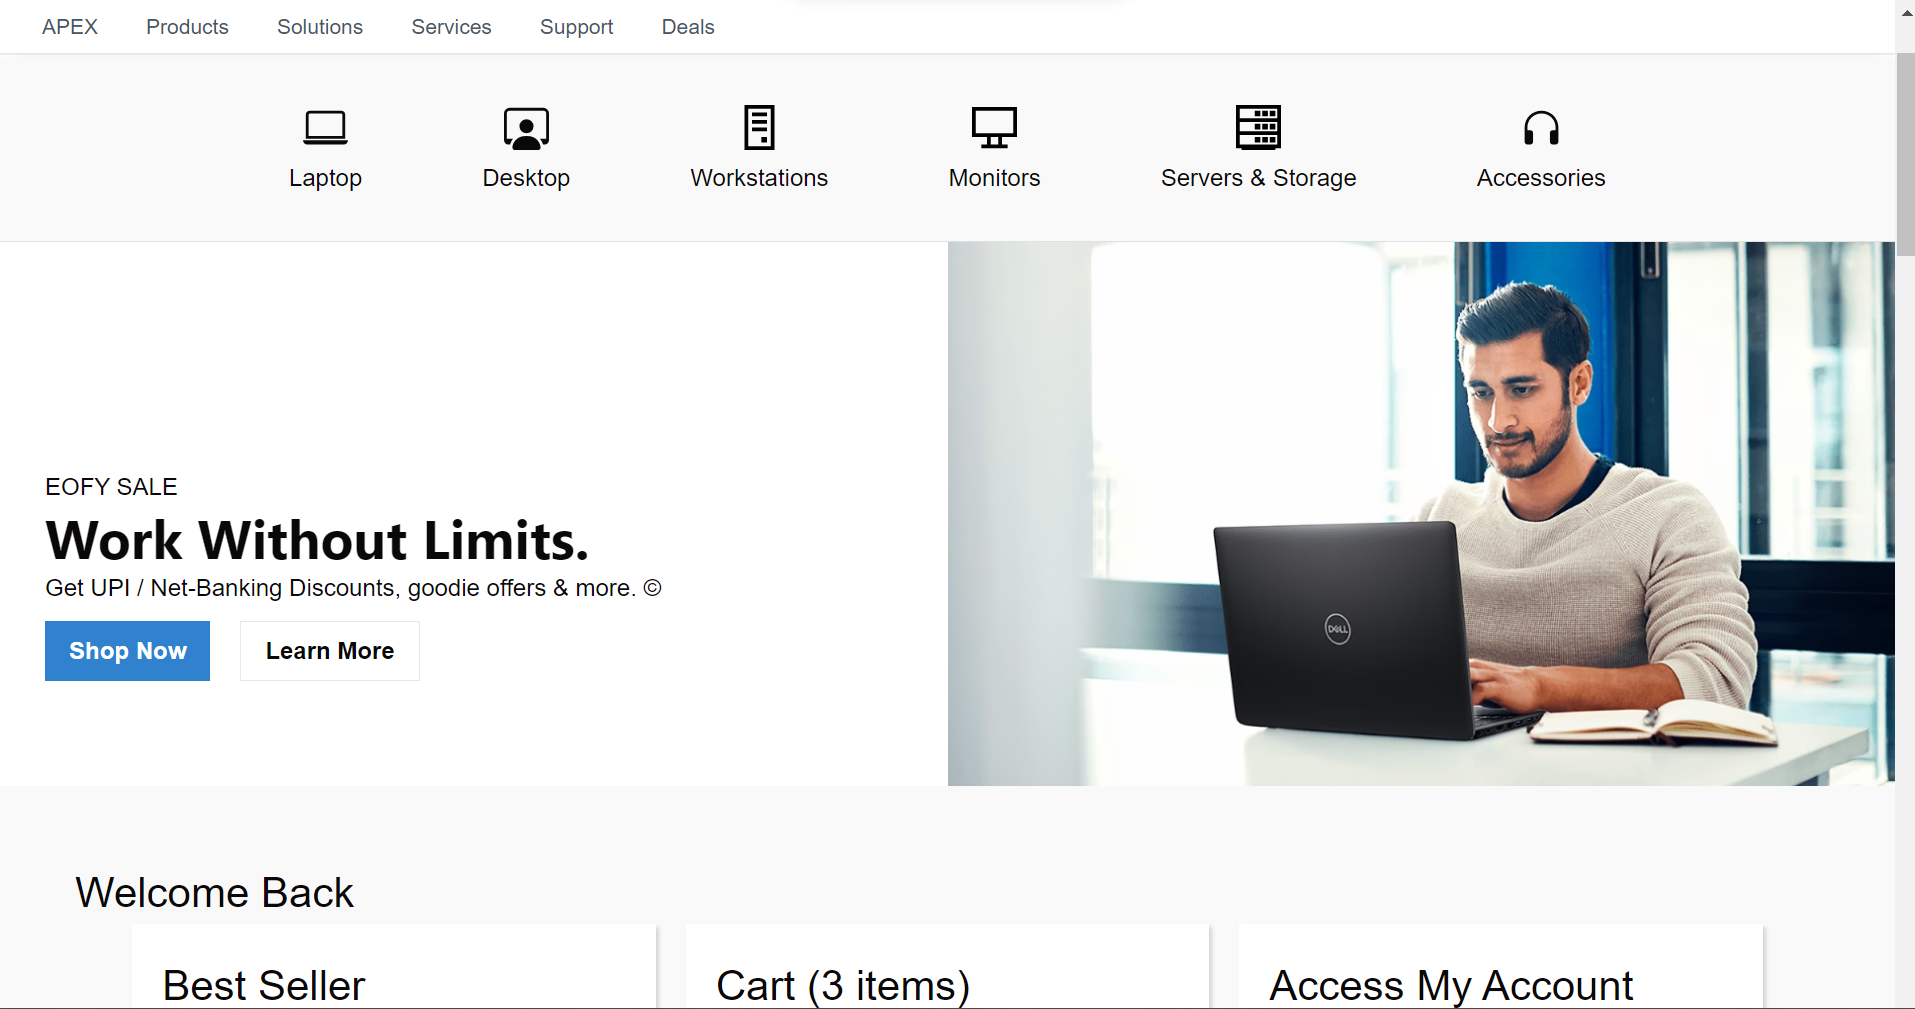 APEX Products Solutions Services Support Deals
Laptop Desktop Workstations Monitors Servers & Storage Accessories
EOFY SALE
Work Without Limits.
Get UPI / Net-Banking Discounts, goodie offers & more. ©
Shop Now Learn More
DELL
Welcome Back
Best Seller Cart (3 items) Access My Account